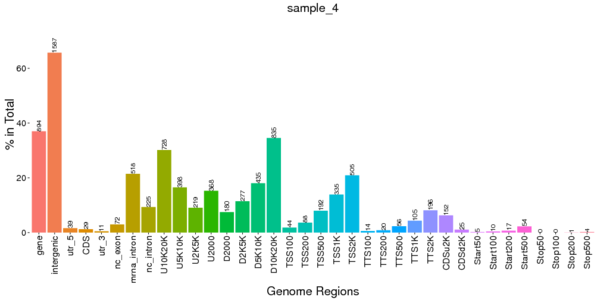 sample_4
% in Total
60
40
20
0
894
1587
39
29
11
72
518
225
728
219
368
180
277
435
835
44
192
335
505
14
105
196
152
25
5
10
17
54
0
0
1
4
gene
intergenic
utr_5
CDS
utr_3
nc_exon
mrna_intron
nc_intron
U10K20K
U5K10K
U2K5K
U2000
D2000
D2K5K
D5K10K
D10K20K
TSS100
TSS200
TSS500
TSS1K
TSS2K
TTS100
TTS200
TTS500
TTS1K
TTS2K
CDSu2K
CDSd2K
Start50
Start100
Start200
Start500
Stop50
Stop100
Stop200
Stop500
Genome Regions